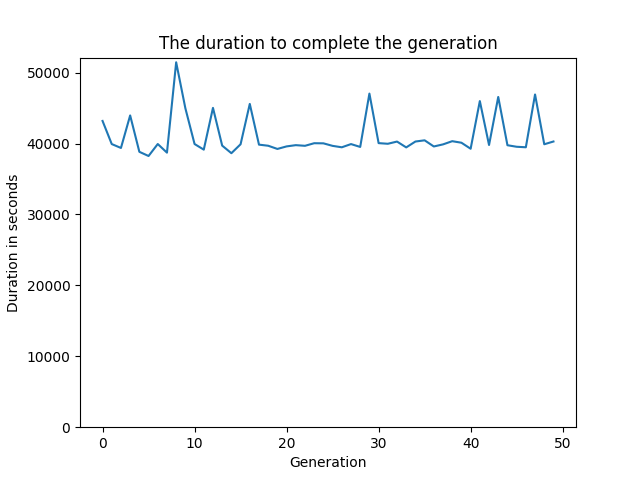 The duration to complete the generation
50000
40000
30000
20000
10000
0
Duration in seconds
0 10 20 30 40 50
Generation